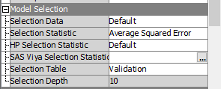 Model Selection
Selection Data Default
Selection Statistic Average Squared Error
HP Selection Statistic Default
SAS Viya Selection Statistic ...
Selection Table Validation
Selection Depth 10